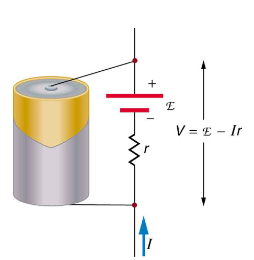 +
ℰ
−
r
V = ℰ − Ir
I